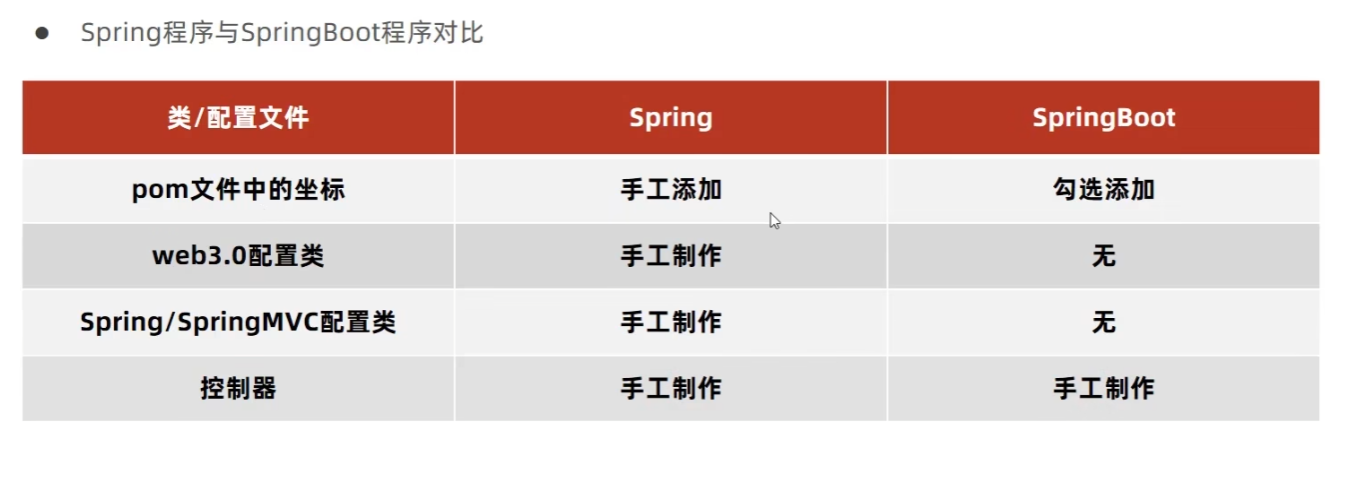 Spring程序与SpringBoot程序对比
类/配置文件 Spring SpringBoot
pom文件中的坐标 手工添加 勾选添加
web3.0配置类 手工制作 无
Spring/SpringMVC配置类 手工制作 无
控制器 手工制作 手工制作